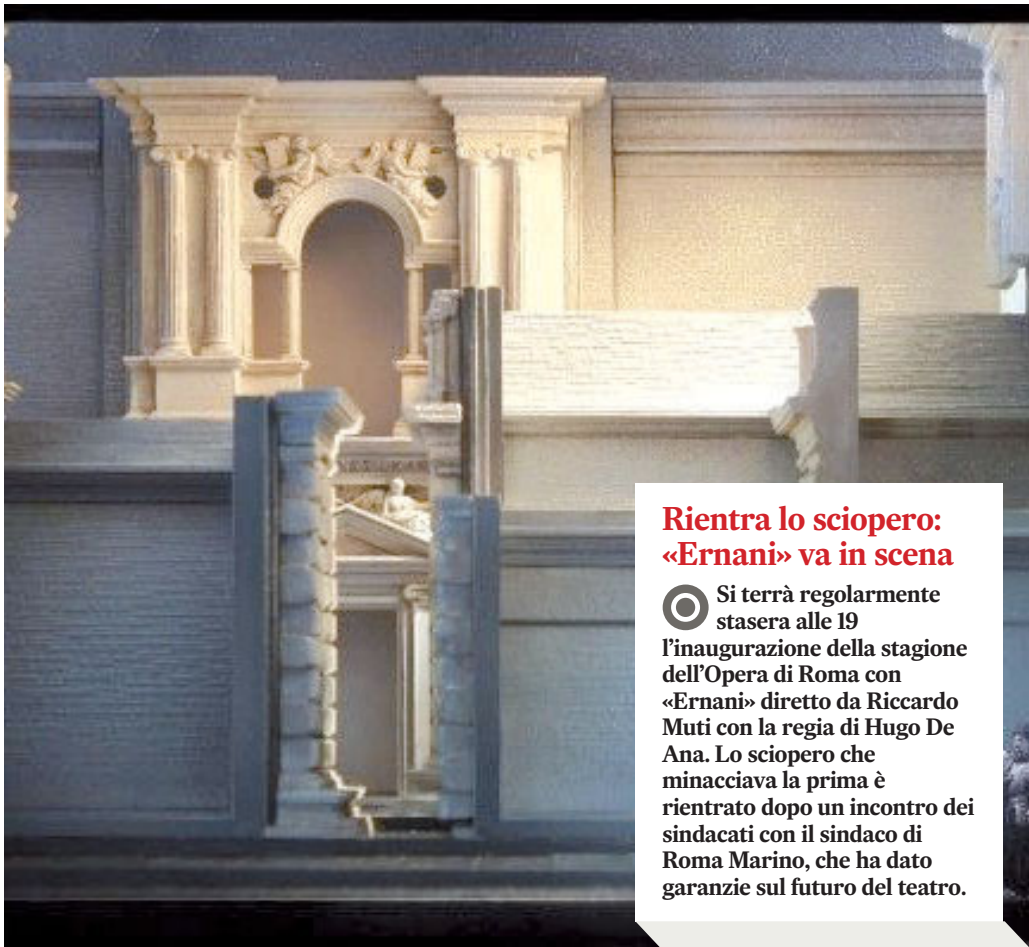 Rientra lo sciopero:
«Ernani» va in scena
Si terrà regolarmente
stasera alle 19
l’inaugurazione della stagione
dell’Opera di Roma con
«Ernani» diretto da Riccardo
Muti con la regia di Hugo De
Ana. Lo sciopero che
minacciava la prima è
rientrato dopo un incontro dei
sindacati con il sindaco di
Roma Marino, che ha dato
garanzie sul futuro del teatro.